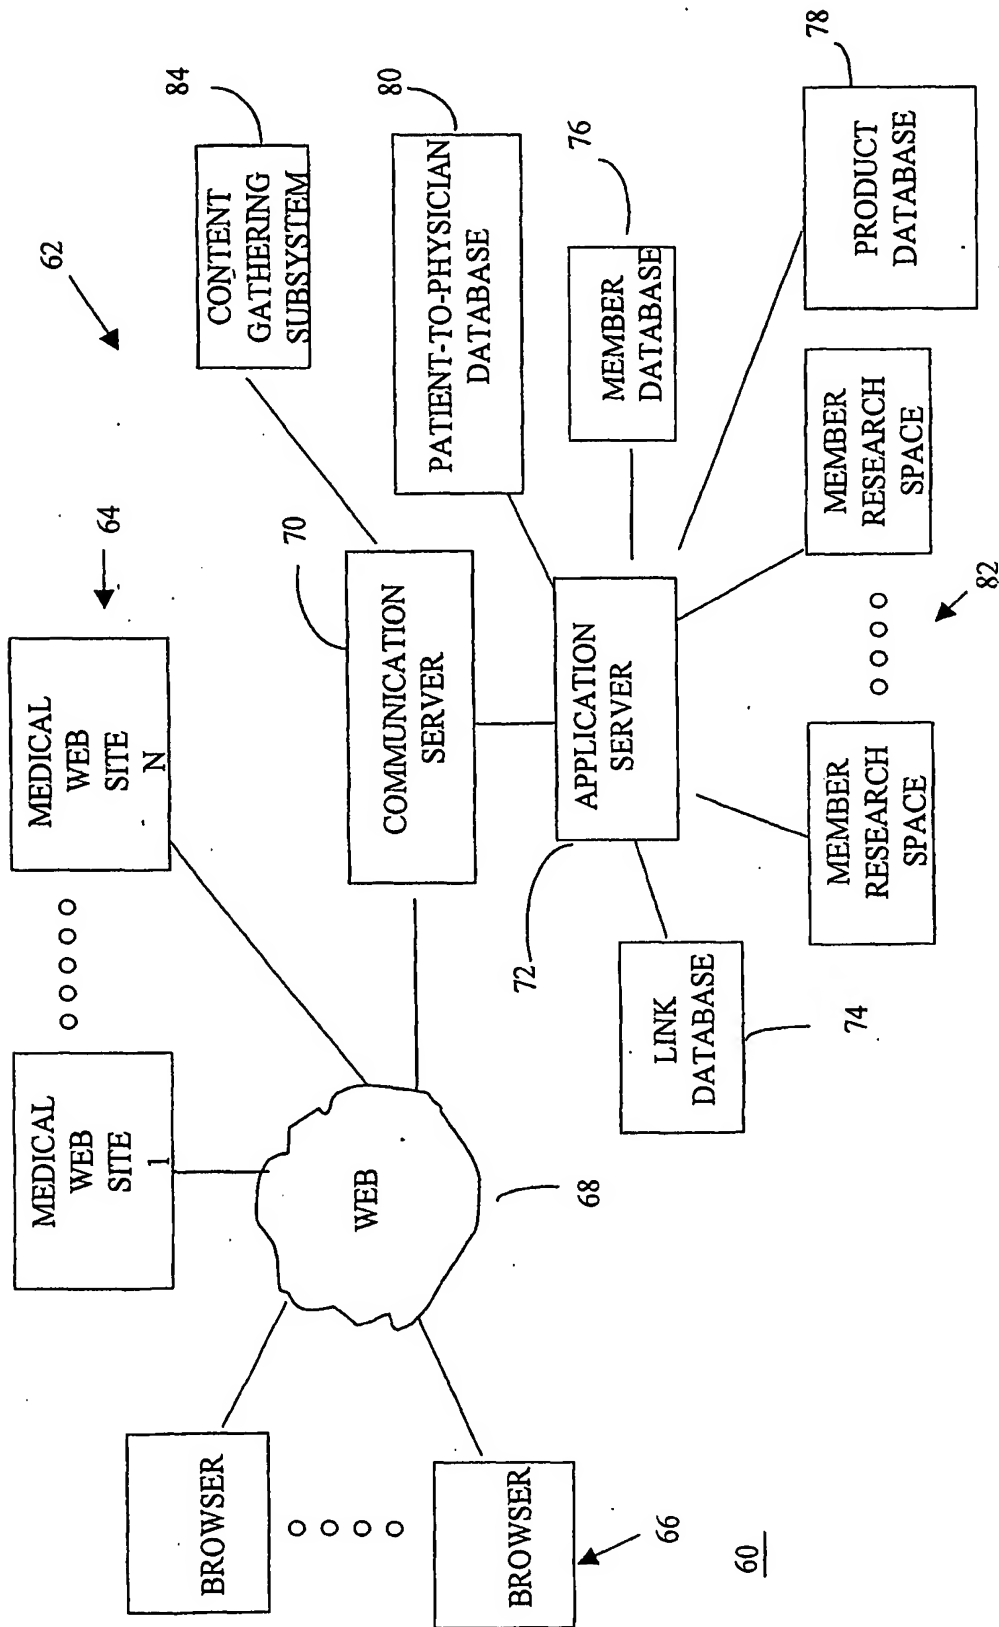 MEDICAL
WEB
SITE
1
MEDICAL
WEB
SITE
N
64
62
84
CONTENT
GATHERING
SUBSYSTEM
BROWSER
BROWSER
66
60
WEB
68
70
COMMUNICATION
SERVER
80
PATIENT-TO-PHYSICIAN
DATABASE
72
APPLICATION
SERVER
76
MEMBER
DATABASE
LINK
DATABASE
74
MEMBER
RESEARCH
SPACE
MEMBER
RESEARCH
SPACE
82
78
PRODUCT
DATABASE